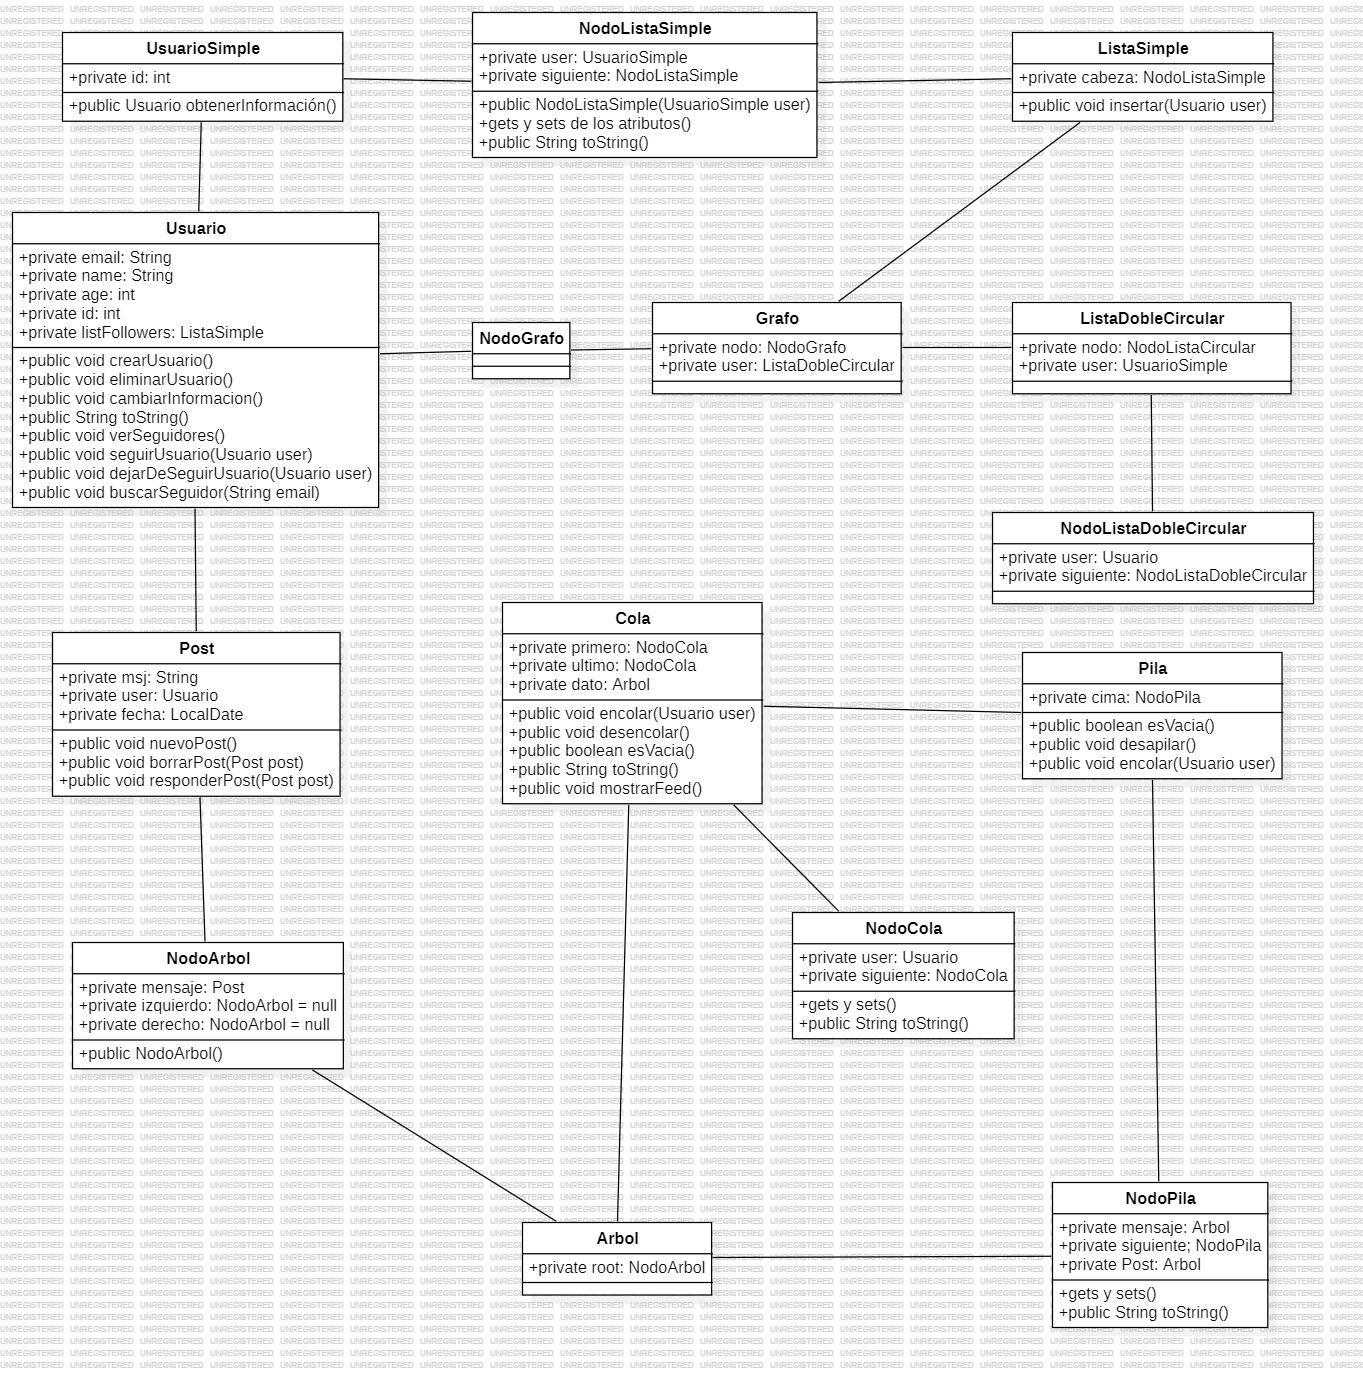 UsuarioSimple
+private id: int
+public Usuario obtenerInformación()
NodoListaSimple
+private user: UsuarioSimple
+private siguiente: NodoListaSimple
+public NodoListaSimple(UsuarioSimple user)
+gets y sets de los atributos()
+public String toString()
ListaSimple
+private cabeza: NodoListaSimple
+public void insertar(Usuario user)
Usuario
+private email: String
+private name: String
+private age: int
+private id: int
+private listFollowers: ListaSimple
+public void crearUsuario()
+public void eliminarUsuario()
+public void cambiarInformacion()
+public String toString()
+public void verSeguidores()
+public void seguirUsuario(Usuario user)
+public void dejarDeSeguirUsuario(Usuario user)
+public void buscarSeguidor(String email)
NodoGrafo
Grafo
+private nodo: NodoGrafo
+private user: ListaDobleCircular
ListaDobleCircular
+private nodo: NodoListaCircular
+private user: UsuarioSimple
NodoListaDobleCircular
+private user: Usuario
+private siguiente: NodoListaDobleCircular
Post
+private msj: String
+private user: Usuario
+private fecha: LocalDate
+public void nuevoPost()
+public void borrarPost(Post post)
+public void responderPost(Post post)
Cola
+private primero: NodoCola
+private ultimo: NodoCola
+private dato: Arbol
+public void encolar(Usuario user)
+public void desencolar()
+public boolean esVacia()
+public String toString()
+public void mostrarFeed()
Pila
+private cima: NodoPila
+public boolean esVacia()
+public void desapilar()
+public void encolar(Usuario user)
NodoCola
+private user: Usuario
+private siguiente: NodoCola
+gets y sets()
+public String toString()
NodoArbol
+private mensaje: Post
+private izquierdo: NodoArbol = null
+private derecho: NodoArbol = null
+public NodoArbol()
Arbol
+private root: NodoArbol
NodoPila
+private mensaje: Arbol
+private siguiente; NodoPila
+private Post: Arbol
+gets y sets()
+public String toString()